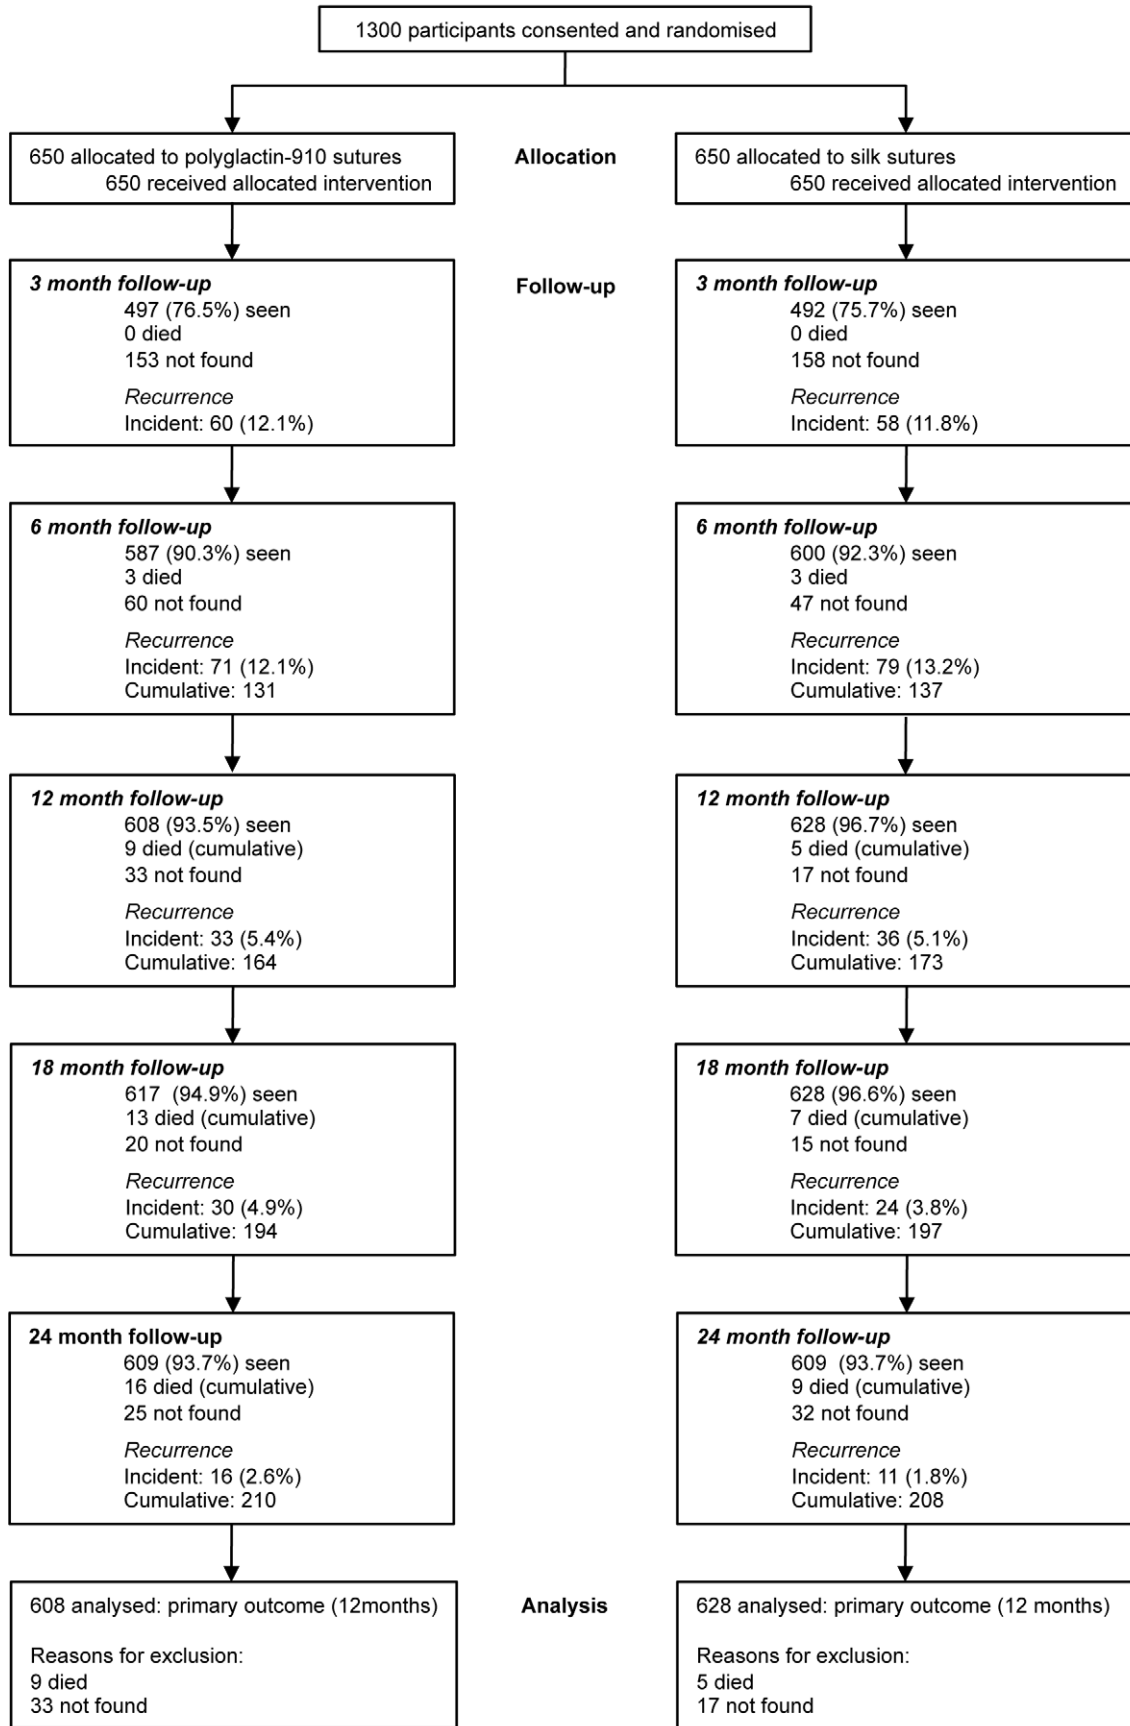 1300 participants consented and randomised
Allocation
650 allocated to polyglactin-910 sutures
650 received allocated intervention
650 allocated to silk sutures
650 received allocated intervention
Follow-up
3 month follow-up
497 (76.5%) seen
0 died
153 not found
Recurrence
Incident: 60 (12.1%)
3 month follow-up
492 (75.7%) seen
0 died
158 not found
Recurrence
Incident: 58 (11.8%)
6 month follow-up
587 (90.3%) seen
3 died
60 not found
Recurrence
Incident: 71 (12.1%)
Cumulative: 131
6 month follow-up
600 (92.3%) seen
3 died
47 not found
Recurrence
Incident: 79 (13.2%)
Cumulative: 137
12 month follow-up
608 (93.5%) seen
9 died (cumulative)
33 not found
Recurrence
Incident: 33 (5.4%)
Cumulative: 164
12 month follow-up
628 (96.7%) seen
5 died (cumulative)
17 not found
Recurrence
Incident: 36 (5.1%)
Cumulative: 173
18 month follow-up
617 (94.9%) seen
13 died (cumulative)
20 not found
Recurrence
Incident: 30 (4.9%)
Cumulative: 194
18 month follow-up
628 (96.6%) seen
7 died (cumulative)
15 not found
Recurrence
Incident: 24 (3.8%)
Cumulative: 197
24 month follow-up
609 (93.7%) seen
16 died (cumulative)
25 not found
Recurrence
Incident: 16 (2.6%)
Cumulative: 210
24 month follow-up
609 (93.7%) seen
9 died (cumulative)
32 not found
Recurrence
Incident: 11 (1.8%)
Cumulative: 208
Analysis
608 analysed: primary outcome (12months)
Reasons for exclusion:
9 died
33 not found
628 analysed: primary outcome (12 months)
Reasons for exclusion:
5 died
17 not found